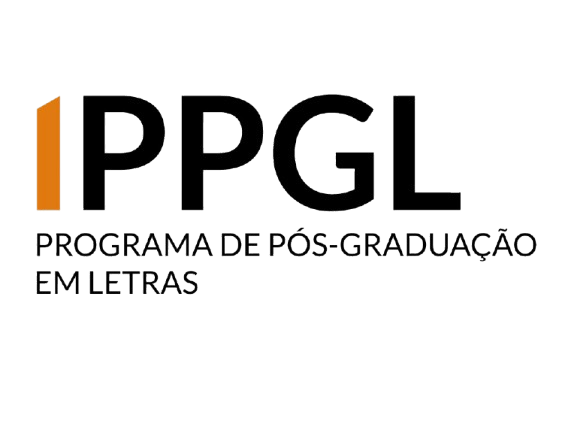 PPGL
PROGRAMA DE PÓS-GRADUAÇÃO
EM LETRAS